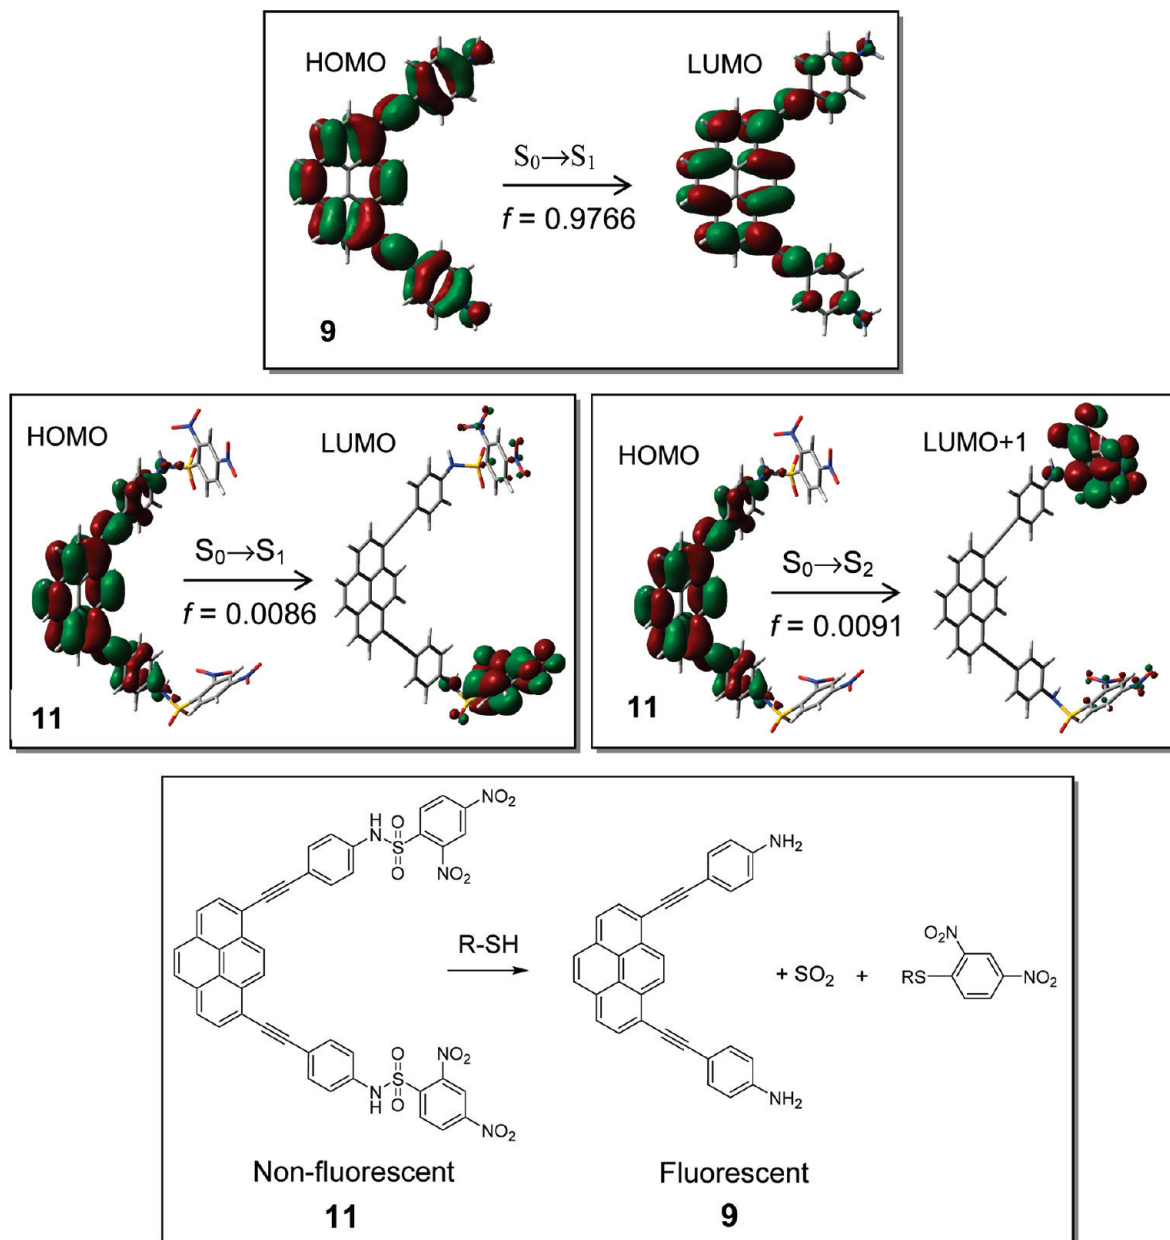 HOMO
LUMO
S0→S1
f = 0.9766
9
HOMO
LUMO
S0→S1
f = 0.0086
11
HOMO
LUMO+1
S0→S2
f = 0.0091
11
NO2
H
N
O
S
O
NO2
R-SH
O
S
O
N
H
NO2
NO2
NH2
NH2
+ SO2 +
O2N
NO2
RS
Non-fluorescent
11
Fluorescent
9